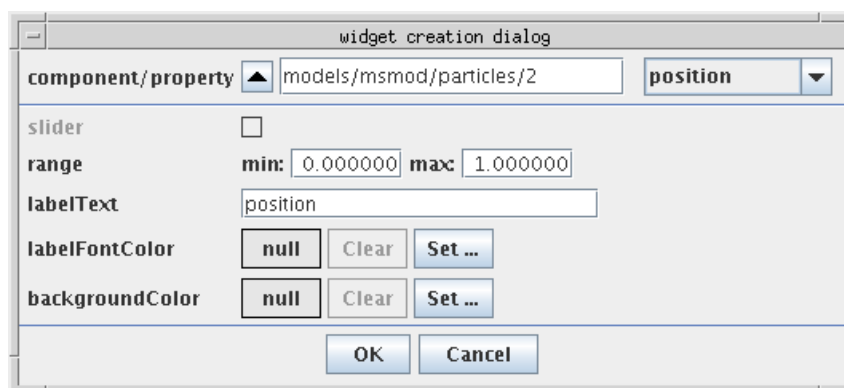 widget creation dialog
component/property models/msmod/particles/2 position
slider
range min: 0.000000 max: 1.000000
labelText position
labelFontColor null Clear Set ...
backgroundColor null Clear Set ...
OK Cancel